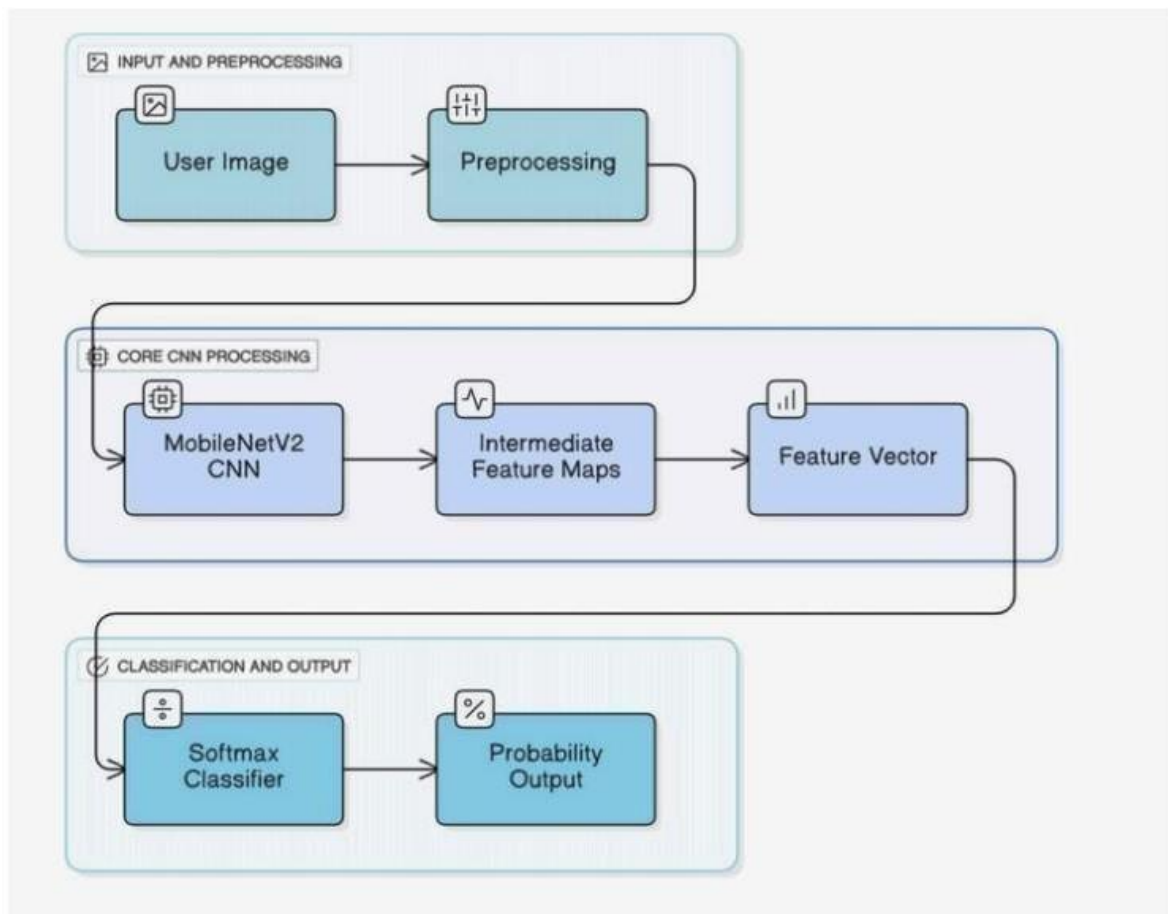 INPUT AND PREPROCESSING
User Image
Preprocessing
CORE CNN PROCESSING
MobileNetV2
CNN
Intermediate
Feature Maps
Feature Vector
CLASSIFICATION AND OUTPUT
Softmax
Classifier
Probability
Output